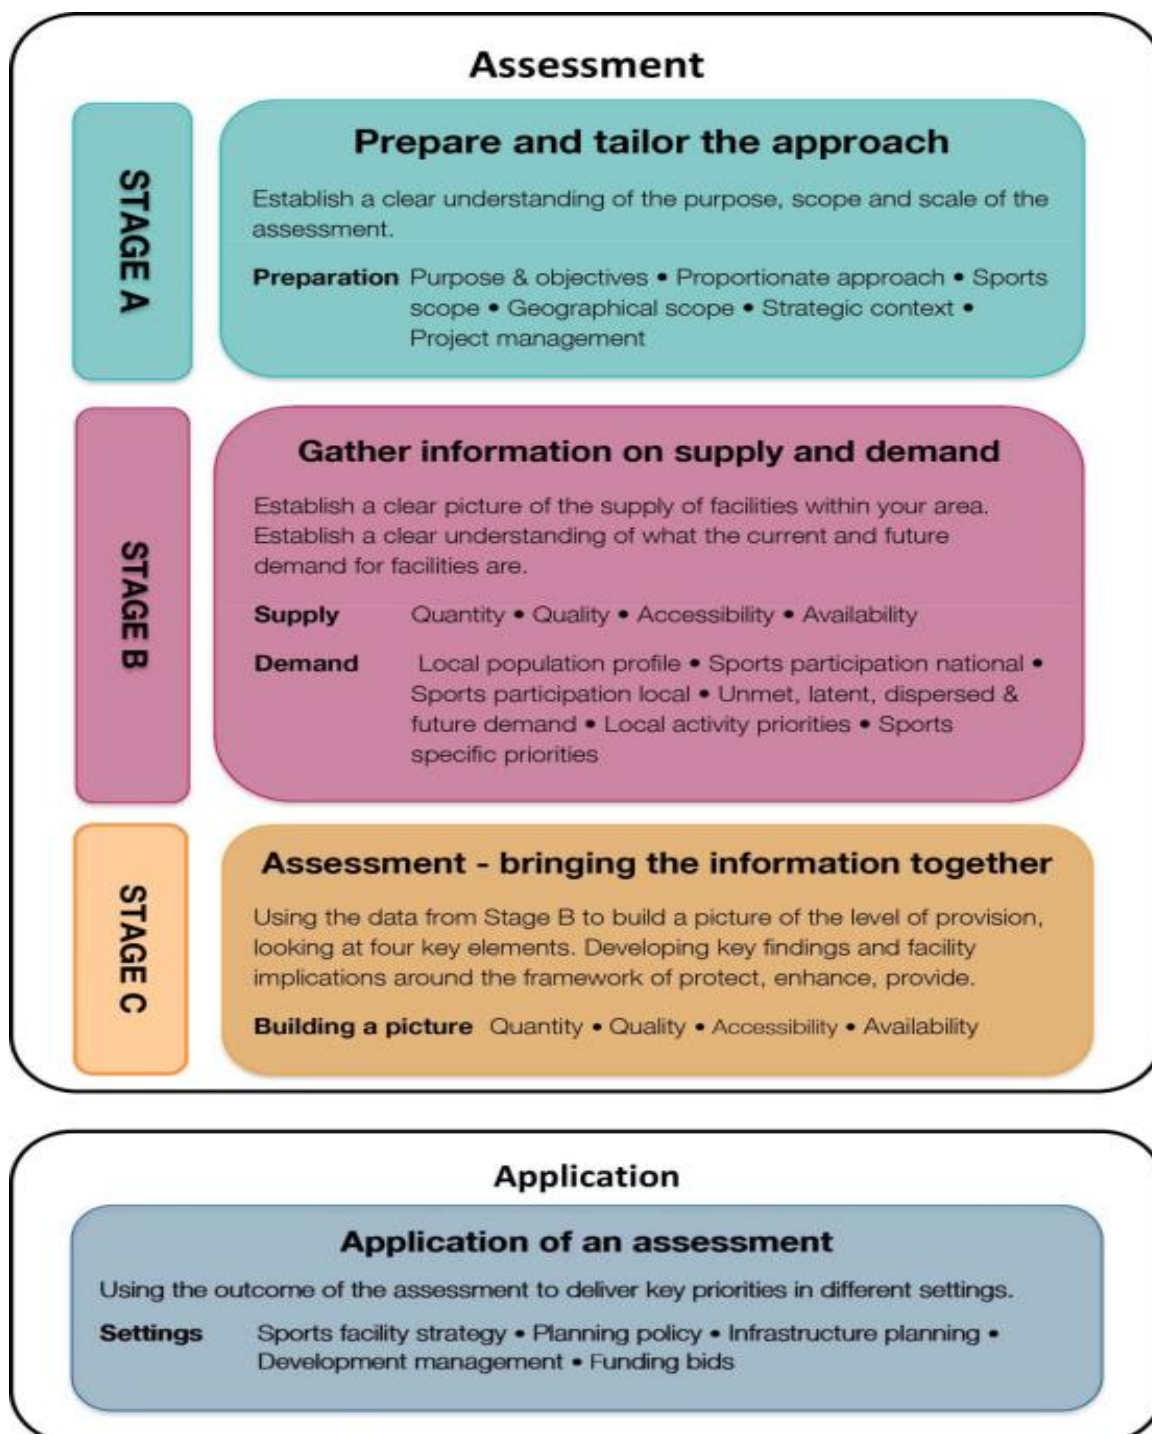 Assessment
STAGE A
Prepare and tailor the approach
Establish a clear understanding of the purpose, scope and scale of the
assessment.
Preparation Purpose & objectives • Proportionate approach • Sports
scope • Geographical scope • Strategic context •
Project management
STAGE B
Gather information on supply and demand
Establish a clear picture of the supply of facilities within your area.
Establish a clear understanding of what the current and future
demand for facilities are.
Supply Quantity • Quality • Accessibility • Availability
Demand Local population profile • Sports participation national •
Sports participation local • Unmet, latent, dispersed &
future demand • Local activity priorities • Sports
specific priorities
STAGE C
Assessment - bringing the information together
Using the data from Stage B to build a picture of the level of provision,
looking at four key elements. Developing key findings and facility
implications around the framework of protect, enhance, provide.
Building a picture Quantity • Quality • Accessibility • Availability
Application
Application of an assessment
Using the outcome of the assessment to deliver key priorities in different settings.
Settings Sports facility strategy • Planning policy • Infrastructure planning •
Development management • Funding bids